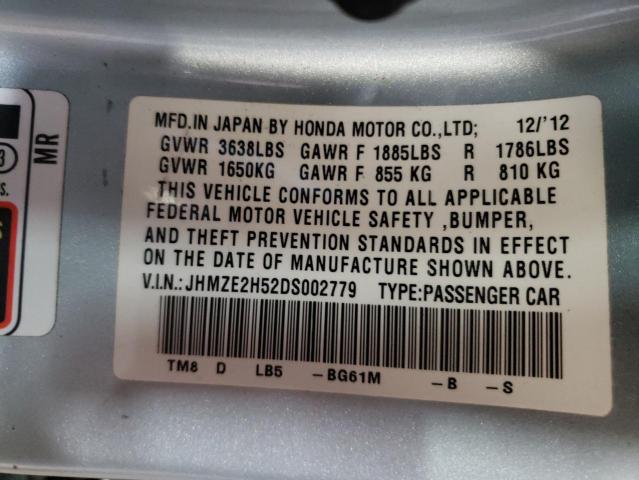 MFD.IN JAPAN BY HONDA MOTOR CO.,LTD; 12/'12
GVWR 3638LBS GAWR F 1885LBS R 1786LBS
GVWR 1650KG GAWR F 855 KG R 810 KG
THIS VEHICLE CONFORMS TO ALL APPLICABLE
FEDERAL MOTOR VEHICLE SAFETY ,BUMPER,
AND THEFT PREVENTION STANDARDS IN EFFECT
ON THE DATE OF MANUFACTURE SHOWN ABOVE.
V.I.N.: JHMZE2H52DS002779 TYPE:PASSENGER CAR
TM8 D LB5 -BG61M -B -S
3
MR
S.
S